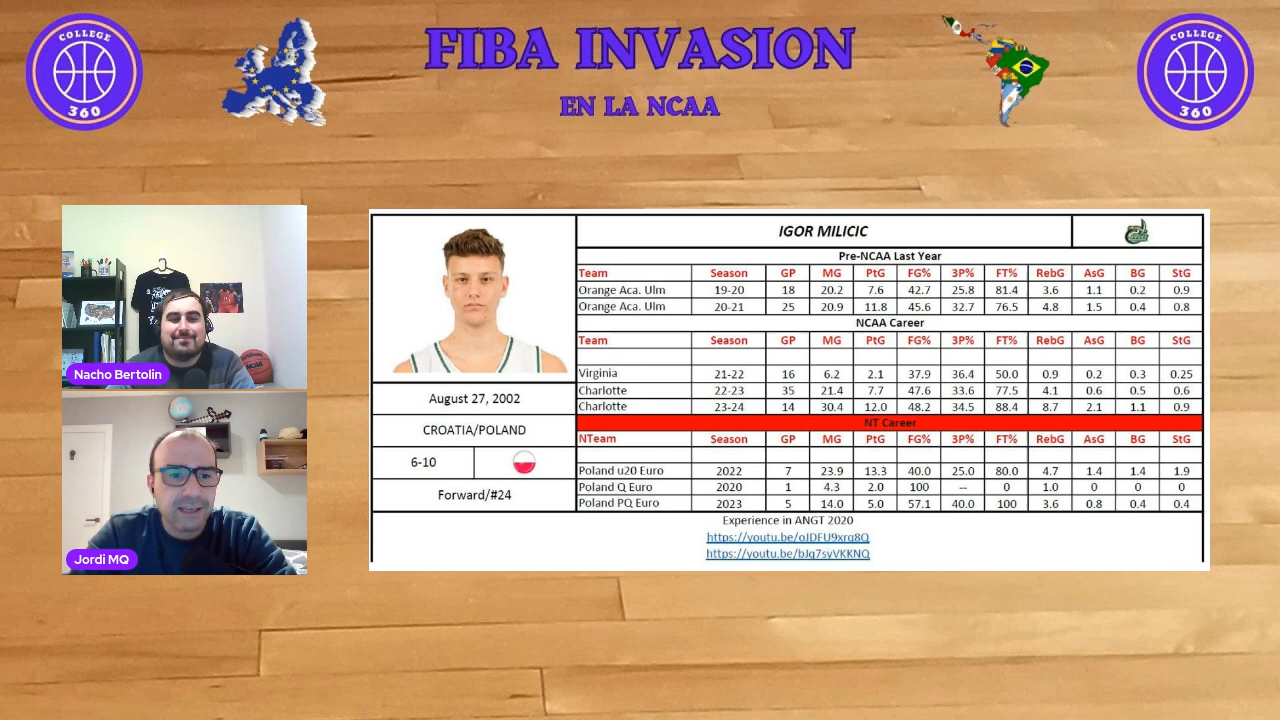 COLLEGE
360
FIBA INVASION
EN LA NCAA
COLLEGE
360
Nacho Bertolin
Jordi MQ
IGOR MILICIC
Pre-NCAA Last Year
Team Season GP MG PtG FG% 3P% FT% RebG AsG BG StG
Orange Aca. Ulm 19-20 18 20.2 7.6 42.7 25.8 81.4 3.6 1.1 0.2 0.9
Orange Aca. Ulm 20-21 25 20.9 11.8 45.6 32.7 76.5 4.8 1.5 0.4 0.8
NCAA Career
Team Season GP MG PtG FG% 3P% FT% RebG AsG BG StG
Virginia 21-22 16 6.2 2.1 37.9 36.4 50.0 0.9 0.2 0.3 0.25
Charlotte 22-23 35 21.4 7.7 47.6 33.6 77.5 4.1 0.6 0.5 0.6
Charlotte 23-24 14 30.4 12.0 48.2 34.5 88.4 8.7 2.1 1.1 0.9
NT Career
NTeam Season GP MG PtG FG% 3P% FT% RebG AsG BG StG
Poland u20 Euro 2022 7 23.9 13.3 40.0 25.0 80.0 4.7 1.4 1.4 1.9
Poland Q Euro 2020 1 4.3 2.0 100 -- 0 1.0 0 0 0
Poland PQ Euro 2023 5 14.0 5.0 57.1 40.0 100 3.6 0.8 0.4 0.4
August 27, 2002
CROATIA/POLAND
6-10
Forward/#24
Experience in ANGT 2020
https://youtu.be/oJDFU9xrq8Q
https://youtu.be/bJq7syVKKNQ